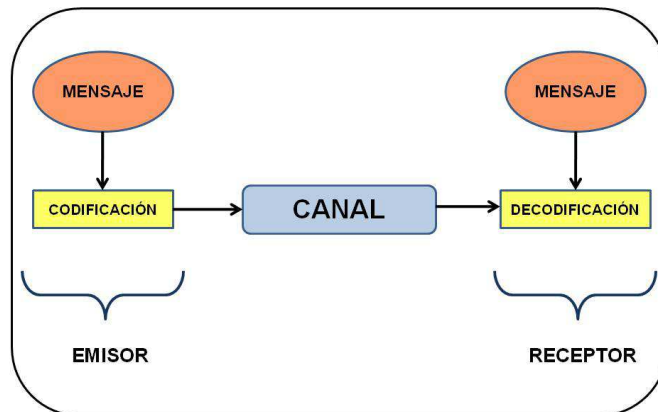 MENSAJE
MENSAJE
CODIFICACIÓN
CANAL
DECODIFICACIÓN
EMISOR
RECEPTOR